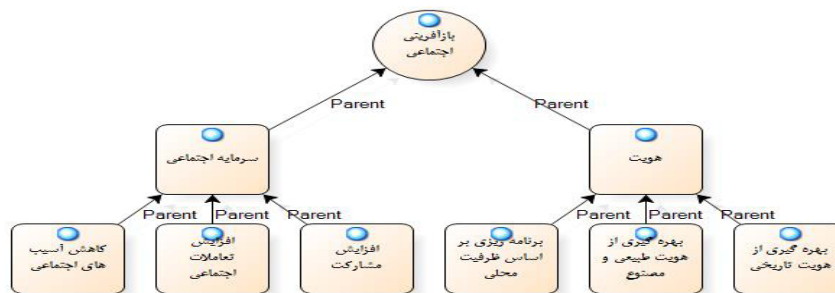 بازآفرینی
اجتماعی
Parent
Parent
سرمایه اجتماعی
هویت
Parent
Parent
Parent
Parent
Parent
Parent
کاهش آسیب
های اجتماعی
افزایش
تعاملات
اجتماعی
افزایش
مشارکت
برنامه ریزی بر
اساس ظرفیت
محلی
بهره گیری از
هویت طبیعی و
مصنوع
بهره گیری از
هویت تاریخی